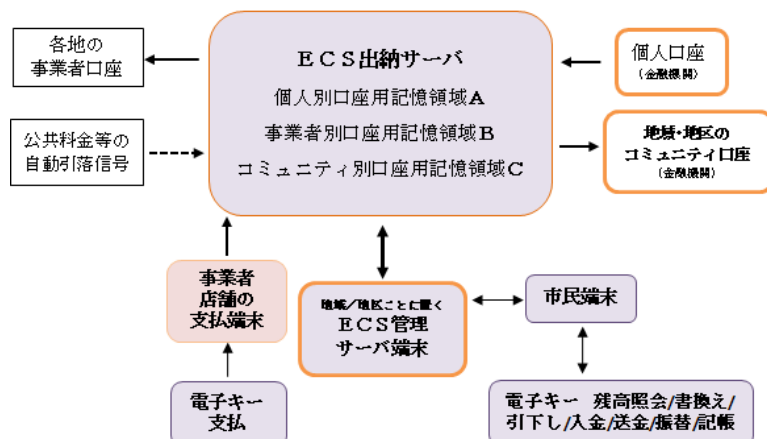 各地の
事業者口座
公共料金等の
自動引落信号
ECS出納サーバ
個人別口座用記憶領域A
事業者別口座用記憶領域B
コミュニティ別口座用記憶領域C
個人口座
(金融機関)
地域・地区の
コミュニティ口座
(金融機関)
事業者
店舗の
支払端末
地域/地区ごとに置く
ECS管理
サーバ端末
市民端末
電子キー
支払
電子キー 残高照会/書換え/
引下し/入金/送金/振替/記帳